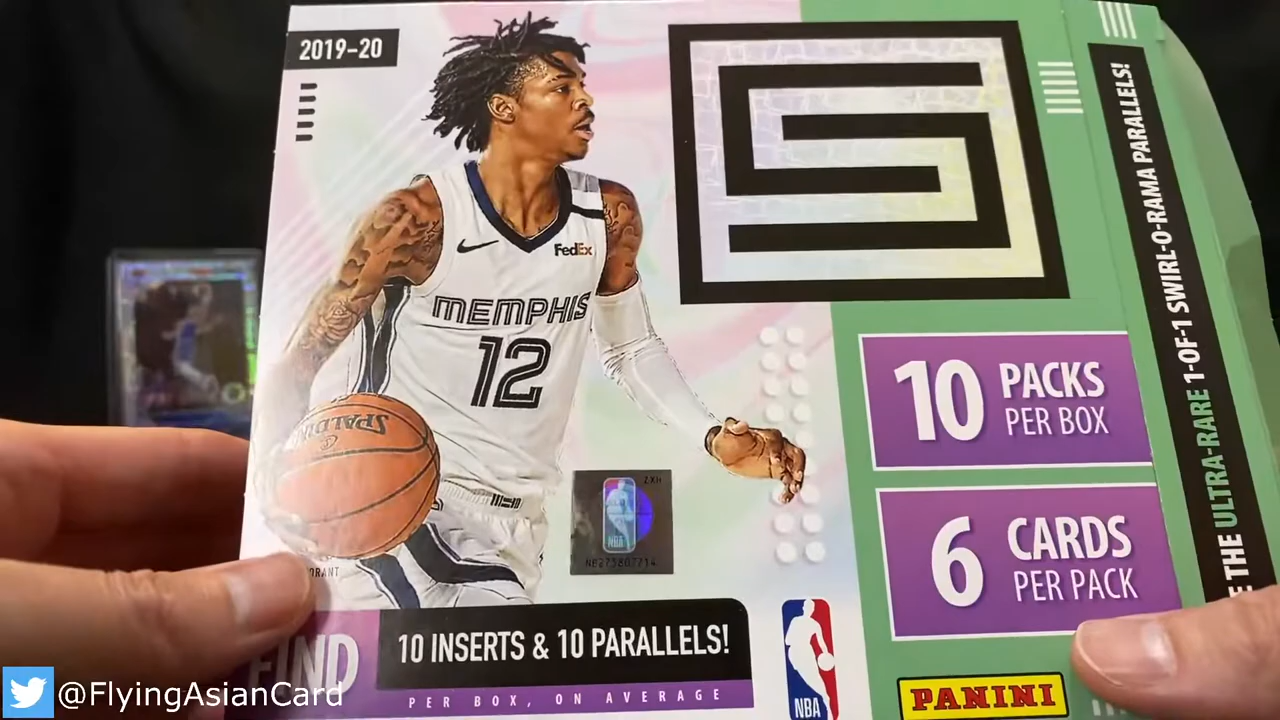 2019-20
FedEx
MEMPHIS
12
SPALDING
10 PACKS
PER BOX
6 CARDS
PER PACK
THE ULTRA-RARE 1-OF-1 SWIRL-O-RAMA PARALLELS!
NBA
FIND
10 INSERTS & 10 PARALLELS!
PER BOX, ON AVERAGE
NBA
PANINI
@FlyingAsianCard